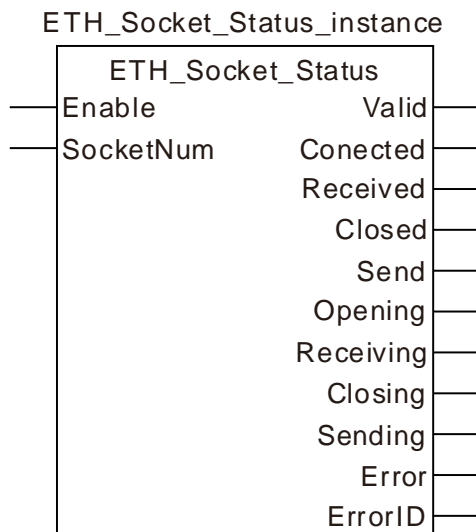 ETH_Socket_Status_instance
ETH_Socket_Status
Enable Valid
SocketNum Conected
Received
Closed
Send
Opening
Receiving
Closing
Sending
Error
ErrorID